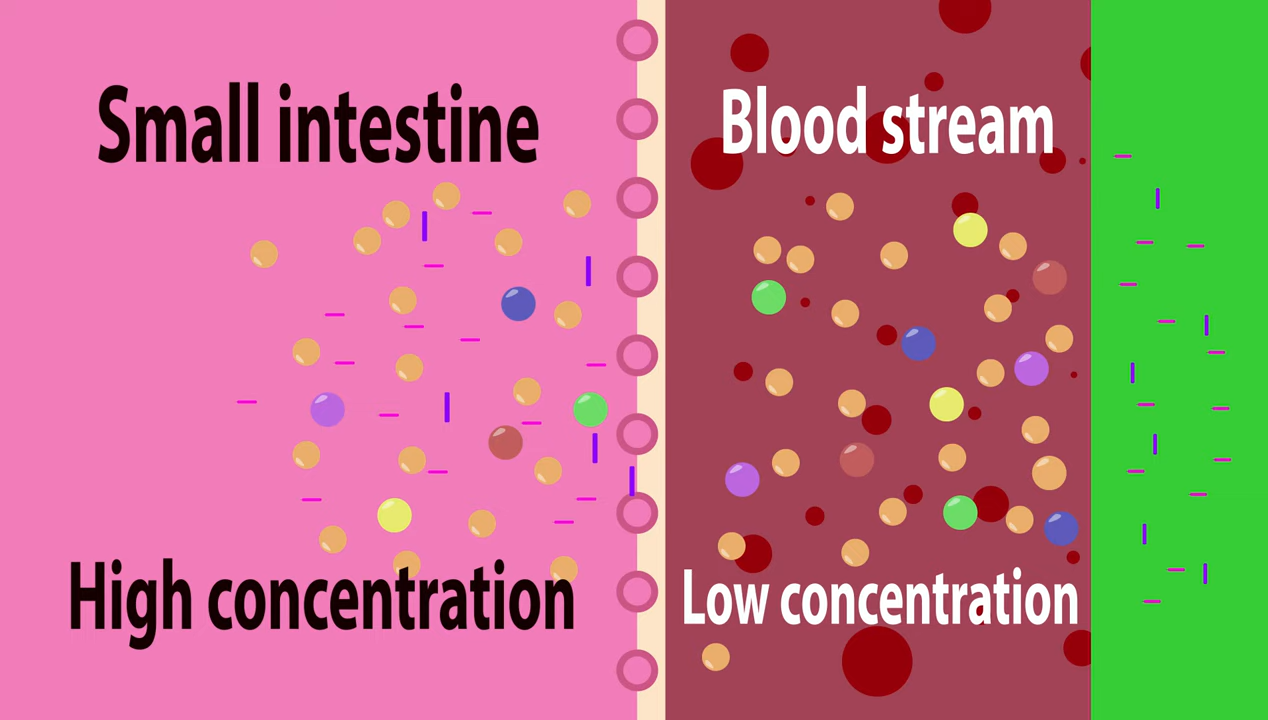 Small intestine
Blood stream
High concentration
Low concentration